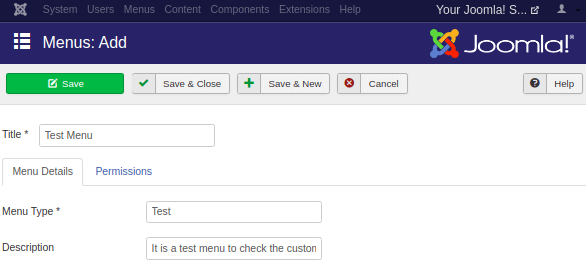 System Users Menus Content Components Extensions Help Your Joomla! S...
Menus: Add Joomla!®
Save Save & Close Save & New Cancel Help
Title * Test Menu
Menu Details Permissions
Menu Type * Test
Description It is a test menu to check the custom